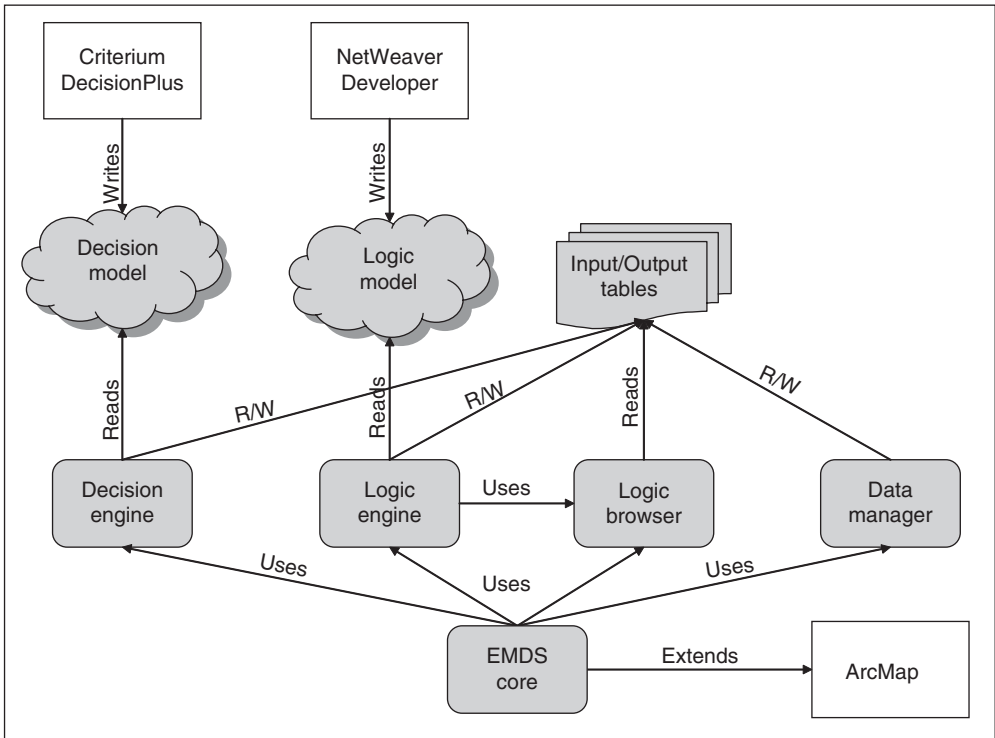 Criterium
DecisionPlus
NetWeaver
Developer
Writes
Writes
Decision
model
Logic
model
Input/Output
tables
Reads
R/W
Reads
R/W
Reads
R/W
Decision
engine
Logic
engine
Uses
Logic
browser
Data
manager
Uses
Uses
Uses
EMDS
core
Extends
ArcMap